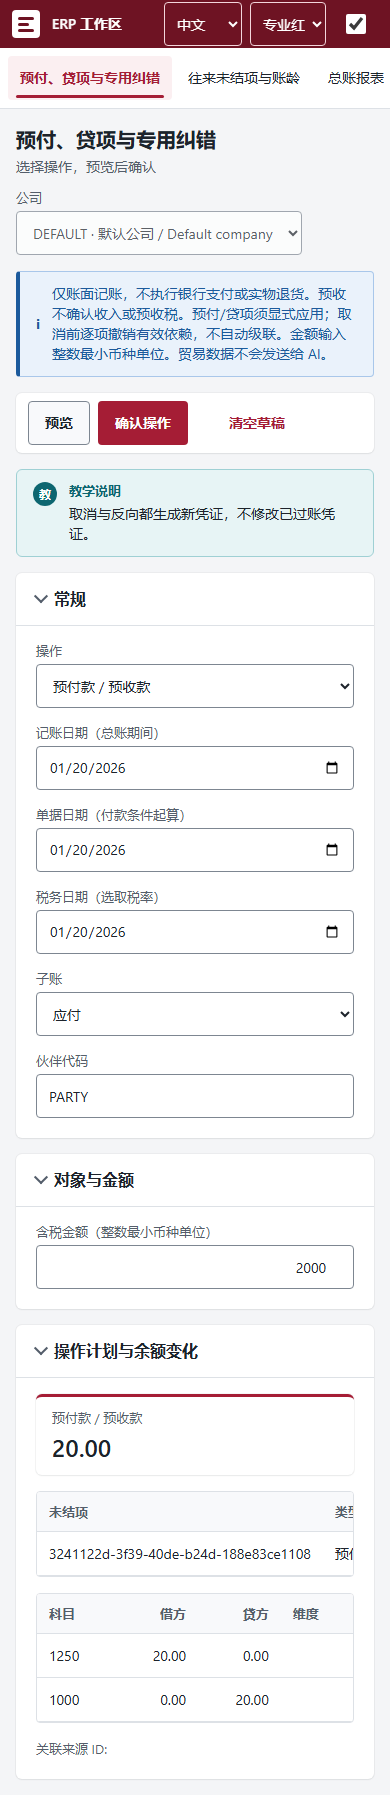 ERP 工作区
中文
专业红
预付、贷项与专用纠错
往来未结项与账龄
总账报表
预付、贷项与专用纠错
选择操作，预览后确认
公司
DEFAULT · 默认公司 / Default company
仅账面记账，不执行银行支付或实物退货。预收
不确认收入或预收税。预付/贷项须显式应用；取
消前逐项撤销有效依赖，不自动级联。金额输入
整数最小币种单位。贸易数据不会发送给 AI。
预览
确认操作
清空草稿
教
教学说明
取消与反向都生成新凭证，不修改已过账凭
证。
常规
操作
预付款 / 预收款
记账日期（总账期间）
01/20/2026
单据日期（付款条件起算）
01/20/2026
税务日期（选取税率）
01/20/2026
子账
应付
伙伴代码
PARTY
对象与金额
含税金额（整数最小币种单位）
2000
操作计划与余额变化
预付款 / 预收款
20.00
未结项 类型
3241122d-3f39-40de-b24d-188e83ce1108 预付
科目 借方 贷方 维度
1250 20.00 0.00
1000 0.00 20.00
关联来源 ID: